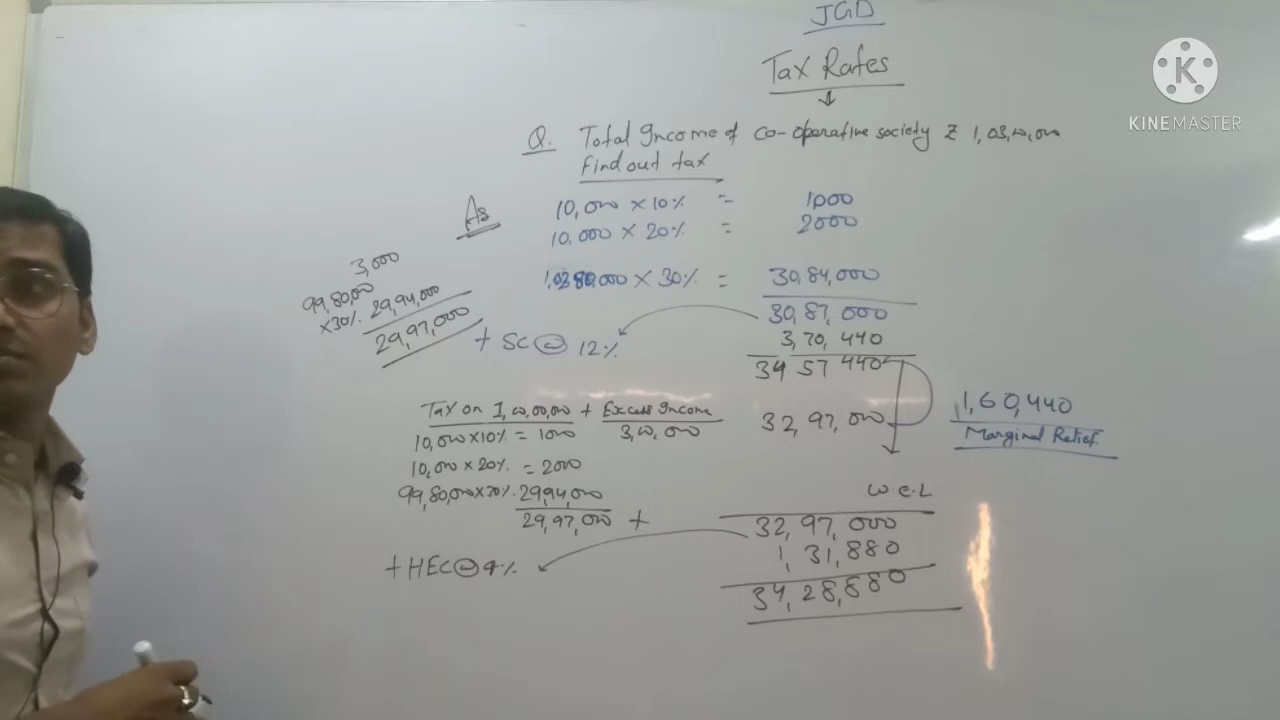 JGD
Tax Rates
KINEMASTER
Q. Total Income of co-operative society ₹ 1,03,00,000
Find out tax
As
10,000 × 10% = 1000
10,000 × 20% = 2000
1,02,80,000 × 30% = 30,84,000
30,87,000
+ SC @ 12% 3,70,440
34 57 440
3,000
99,80,000
×30% 29,94,000
29,97,000
Tax on 1,00,00,000 + Excess Income 32,97,000
10,000×10% = 1000 3,00,000
10,000×20% = 2000
99,80,000×30% 29,94,000
29,97,000 +
1,60,440
Marginal Relief
w.e.L
32,97,000
+ HEC @ 4% 1,31,880
34,28,880